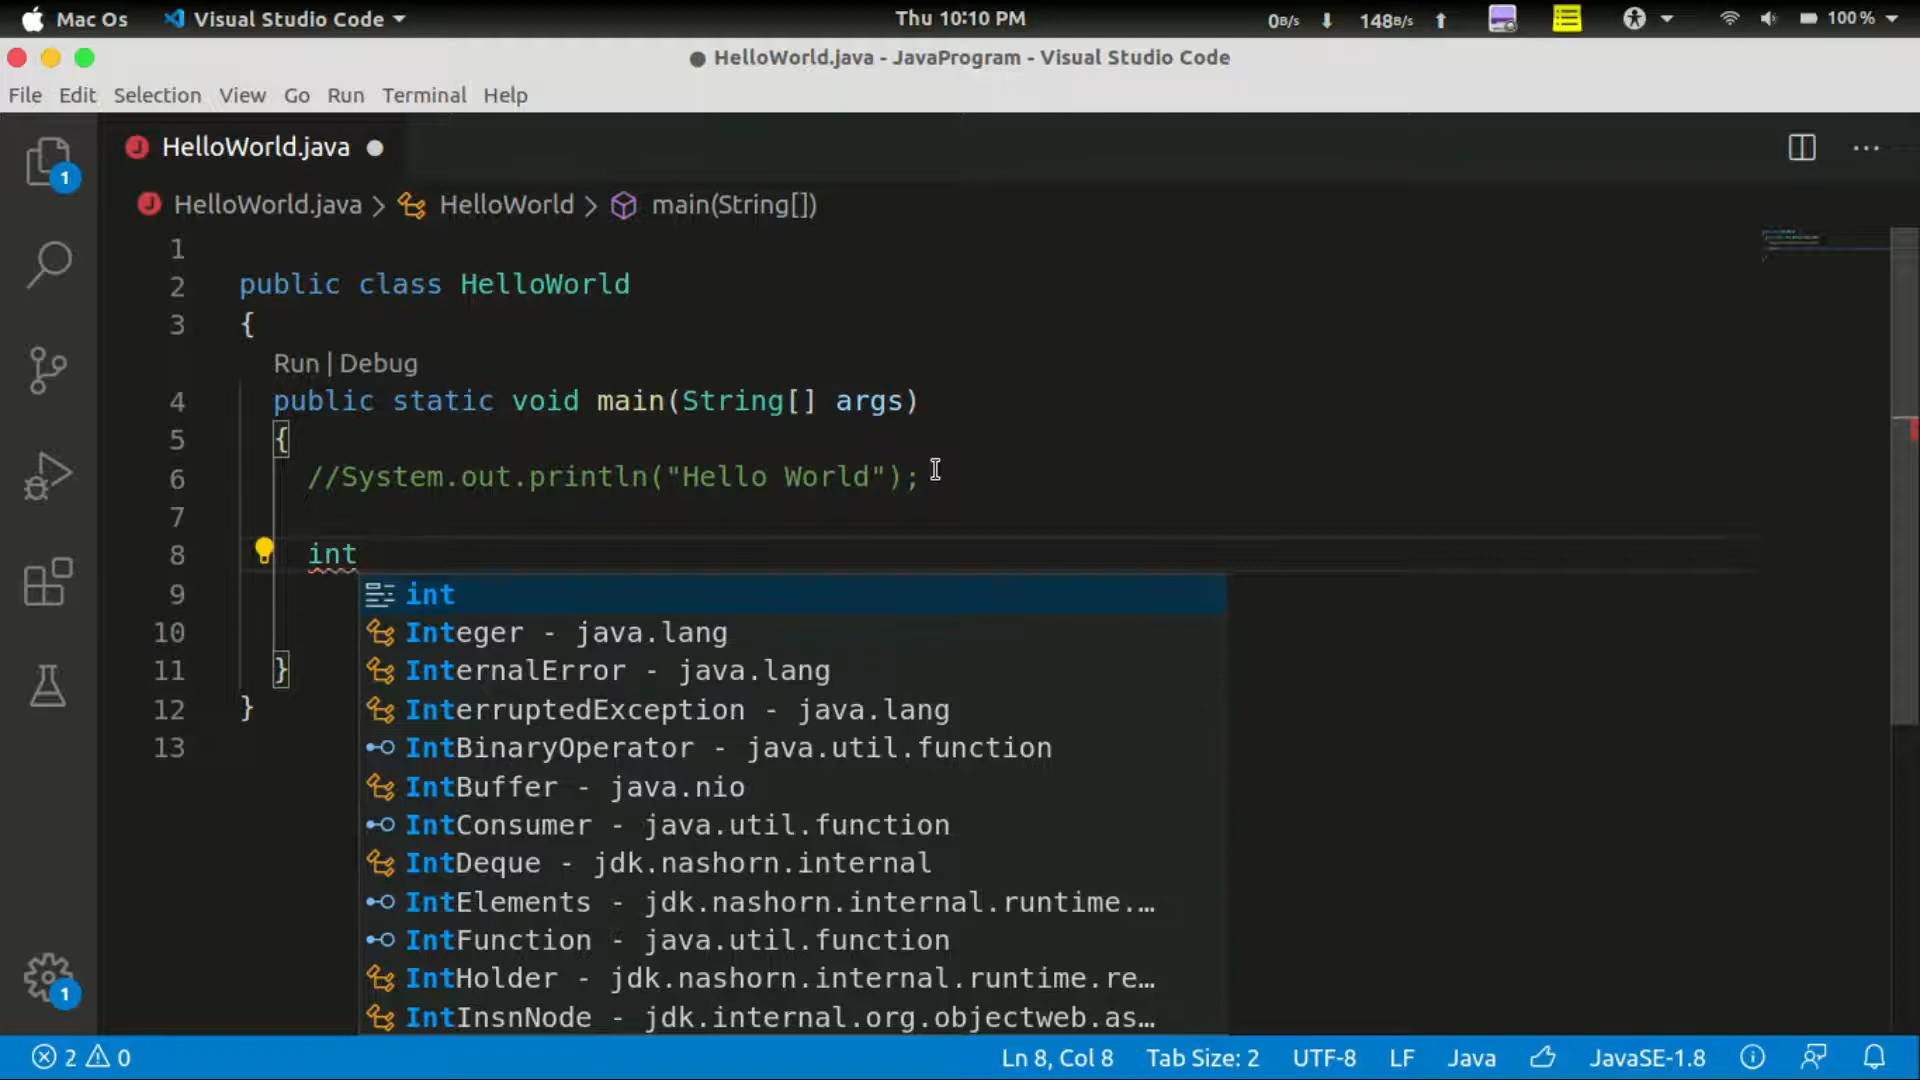 Mac Os Visual Studio Code Thu 10:10 PM 0B/s 148B/s 100 %
HelloWorld.java - JavaProgram - Visual Studio Code
File Edit Selection View Go Run Terminal Help
HelloWorld.java
HelloWorld.java > HelloWorld > main(String[])
1
2 public class HelloWorld
3 {
Run | Debug
4 public static void main(String[] args)
5 {
6 //System.out.println("Hello World");
7
8 int
9 int
10 Integer - java.lang
11 } InternalError - java.lang
12 } InterruptedException - java.lang
13 IntBinaryOperator - java.util.function
IntBuffer - java.nio
IntConsumer - java.util.function
IntDeque - jdk.nashorn.internal
IntElements - jdk.nashorn.internal.runtime.…
IntFunction - java.util.function
IntHolder - jdk.nashorn.internal.runtime.re…
IntInsnNode - jdk.internal.org.objectweb.as…
1
1
2 0 Ln 8, Col 8 Tab Size: 2 UTF-8 LF Java JavaSE-1.8